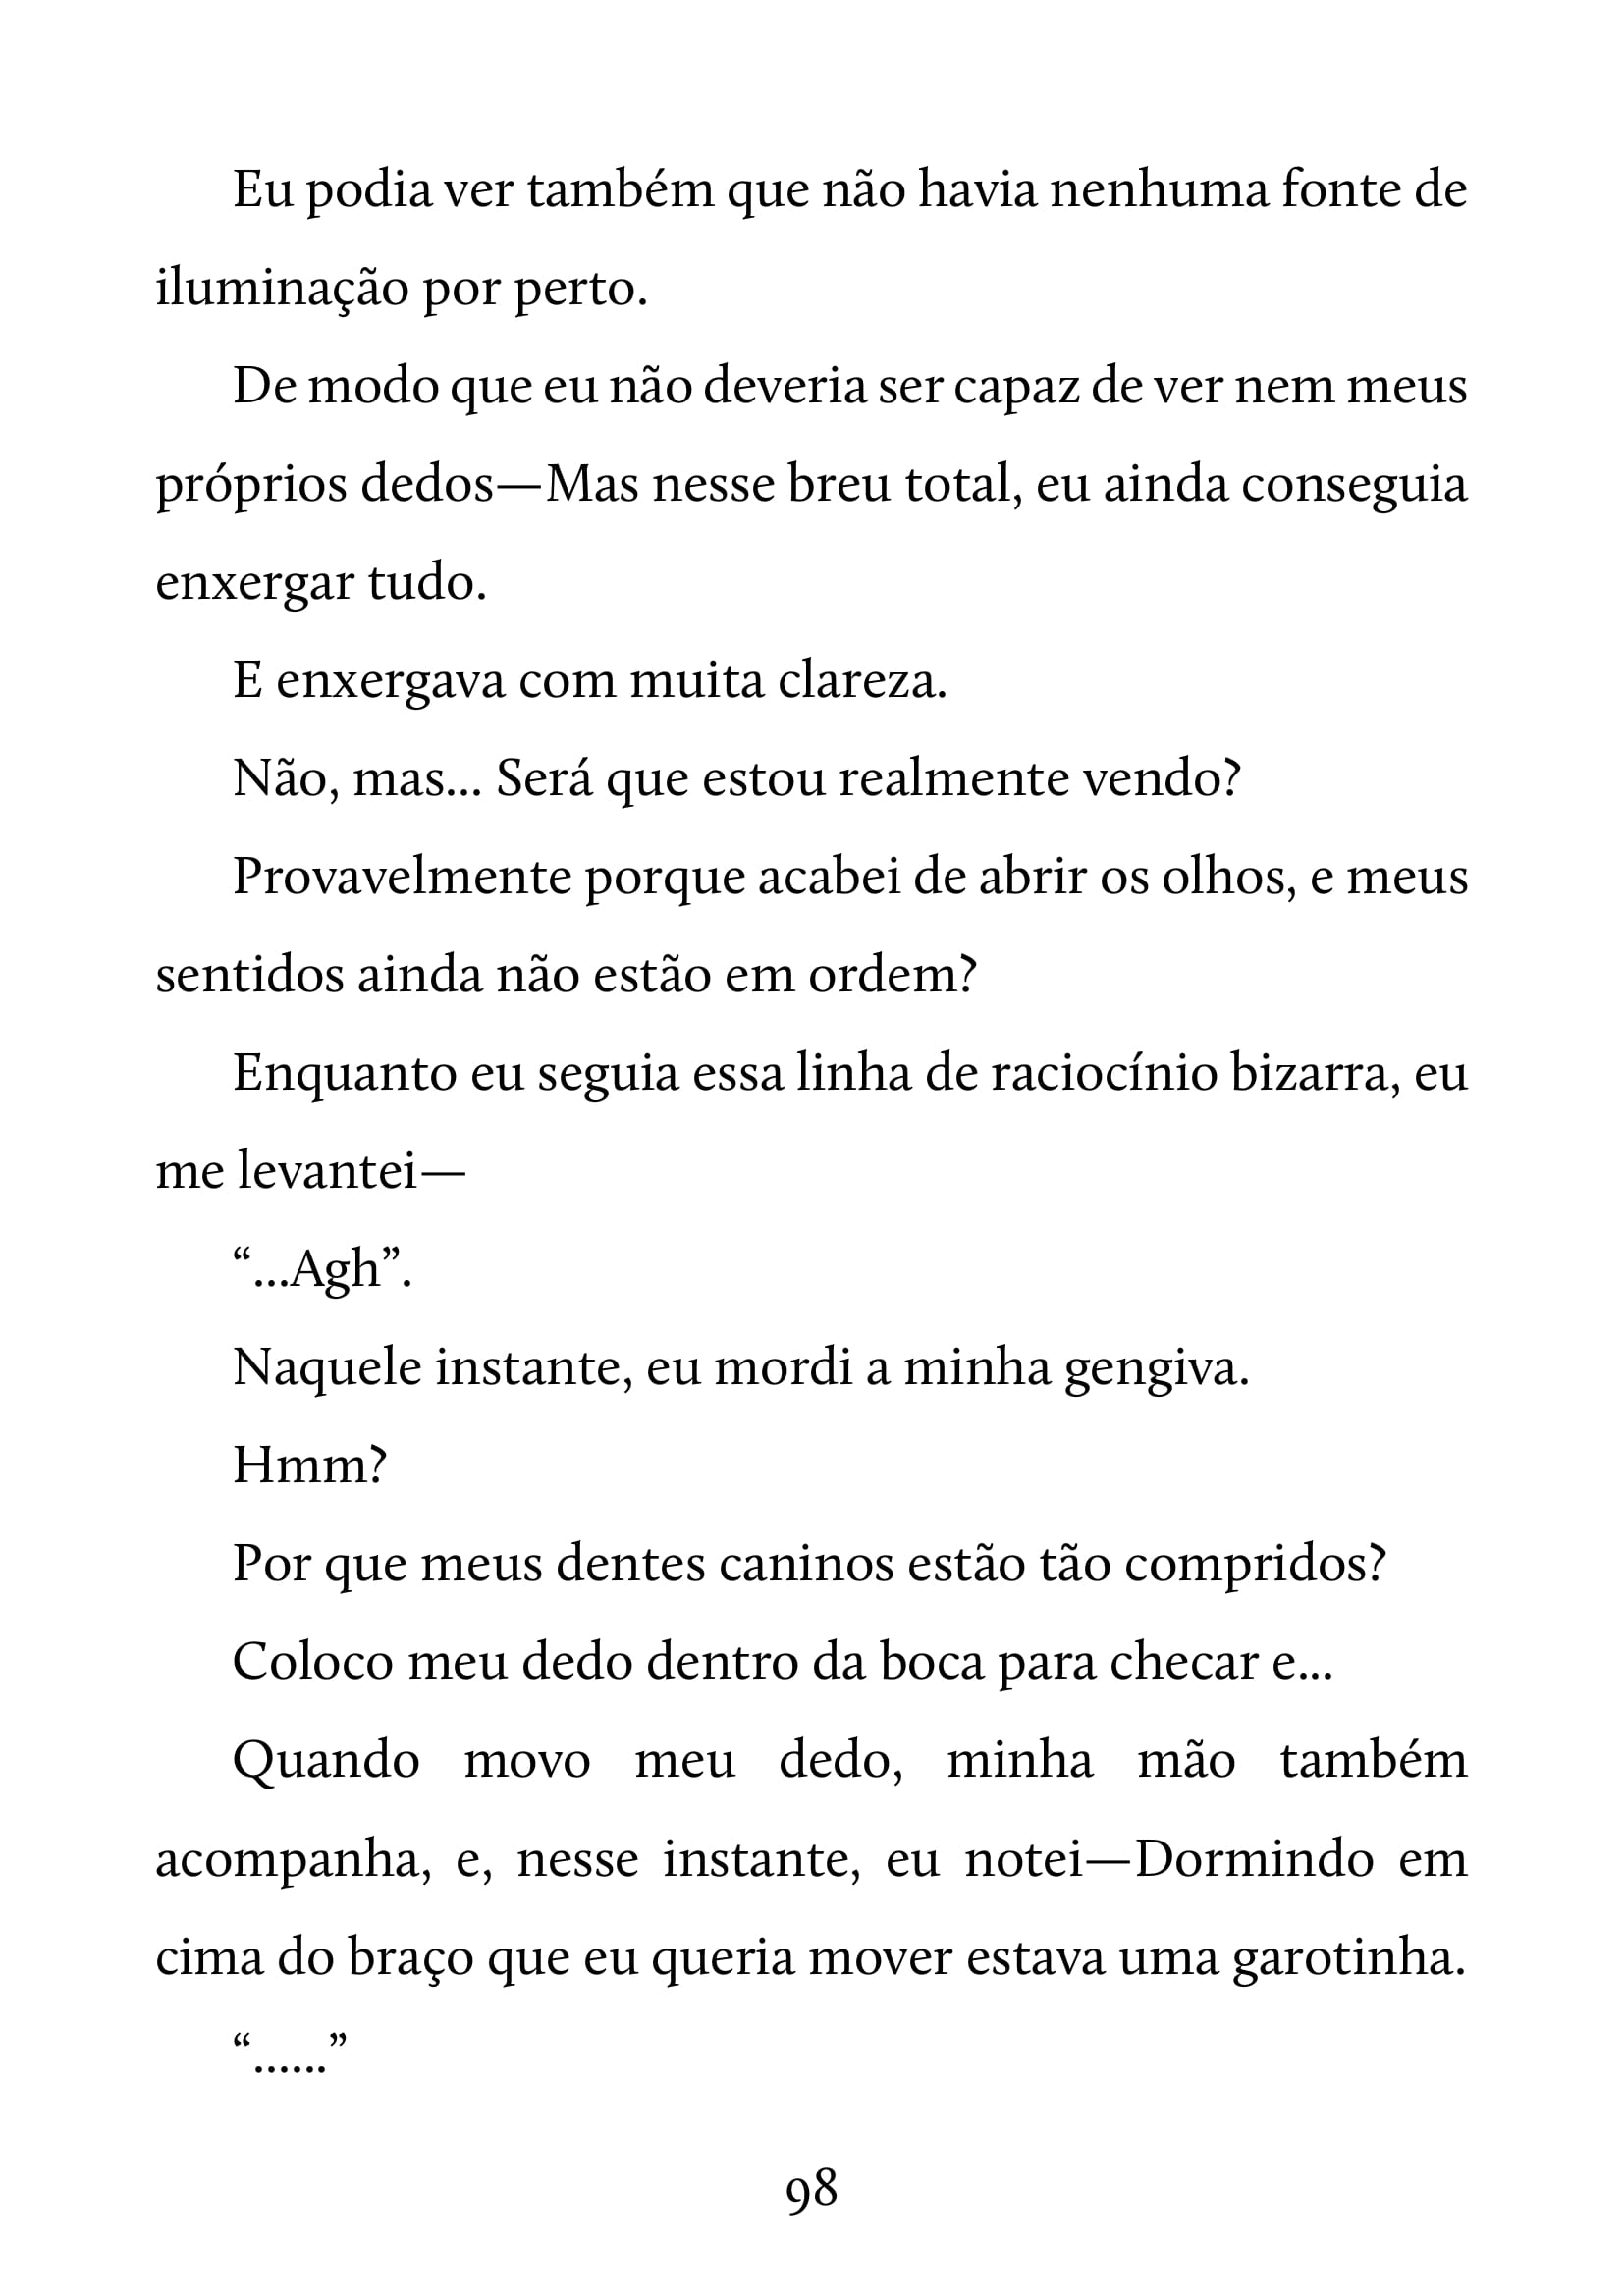 Eu podia ver também que não havia nenhuma fonte de
iluminação por perto.
De modo que eu não deveria ser capaz de ver nem meus
próprios dedos—Mas nesse breu total, eu ainda conseguia
enxergar tudo.
E enxergava com muita clareza.
Não, mas... Será que estou realmente vendo?
Provavelmente porque acabei de abrir os olhos, e meus
sentidos ainda não estão em ordem?
Enquanto eu seguia essa linha de raciocínio bizarra, eu
me levantei—
“...Agh”.
Naquele instante, eu mordi a minha gengiva.
Hmm?
Por que meus dentes caninos estão tão compridos?
Coloco meu dedo dentro da boca para checar e...
Quando movo meu dedo, minha mão também
acompanha, e, nesse instante, eu notei—Dormindo em
cima do braço que eu queria mover estava uma garotinha.
“......”
98